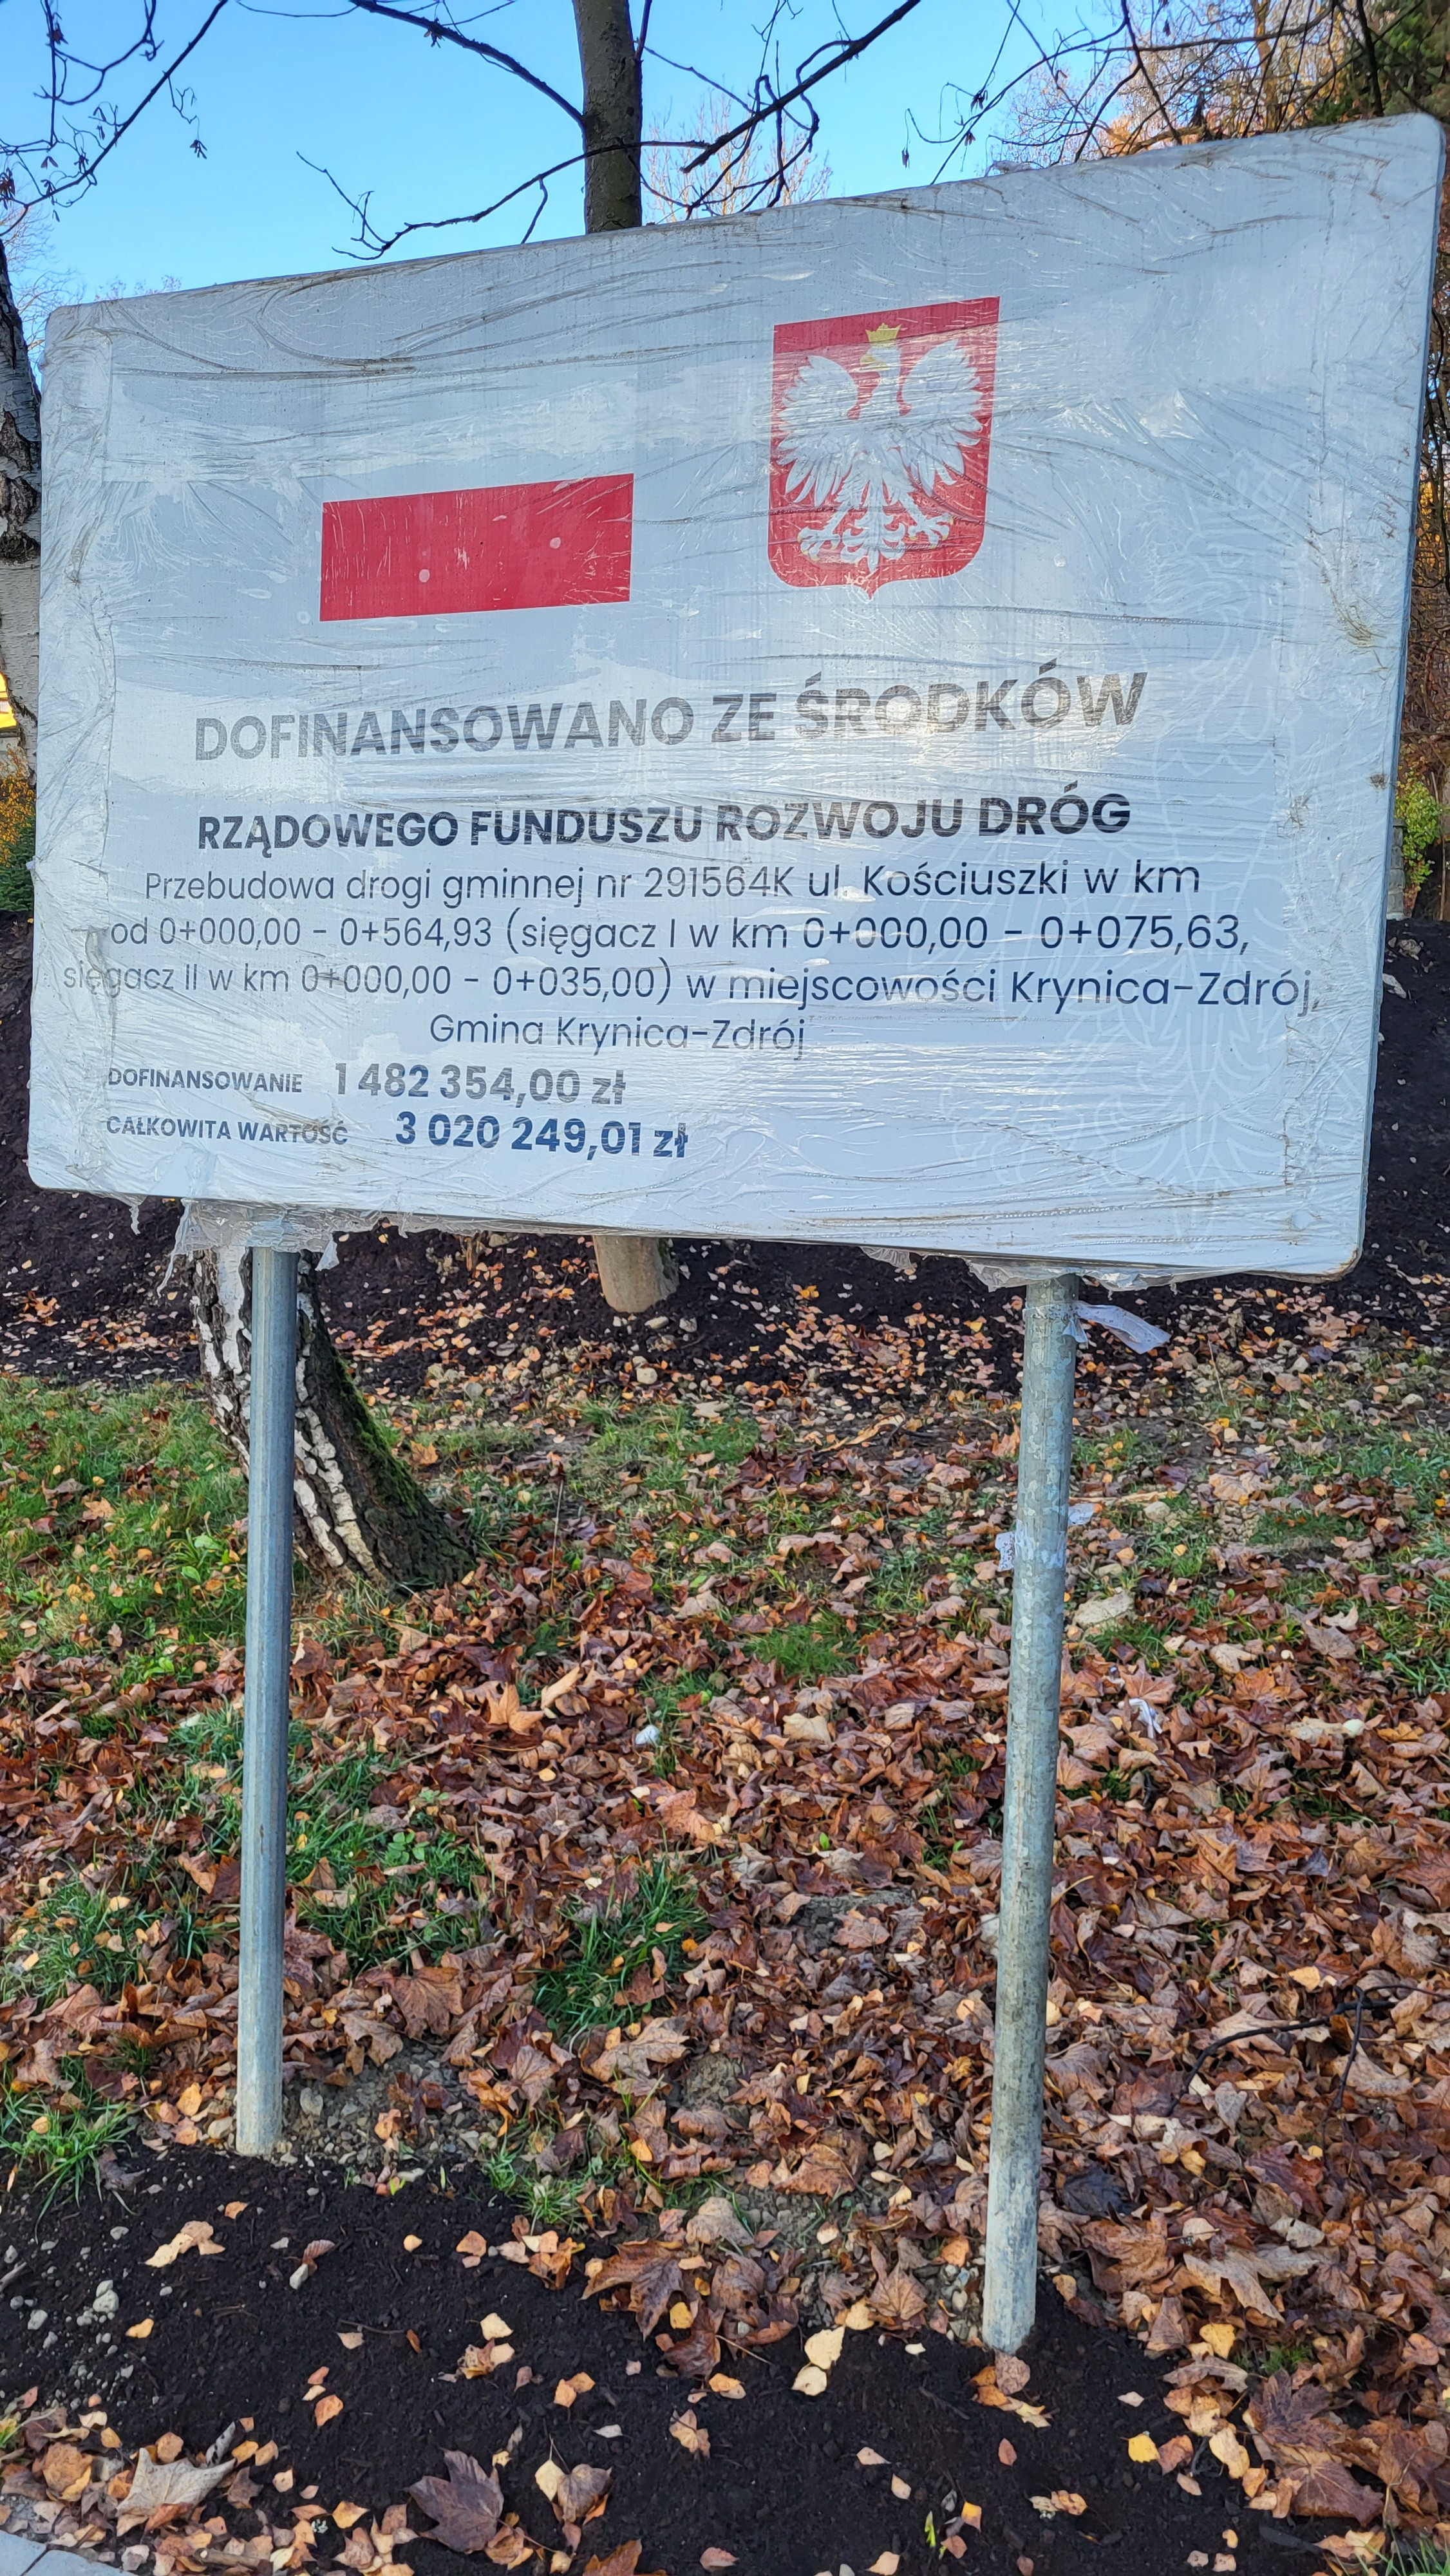 DOFINANSOWANO ZE ŚRODKÓW
RZĄDOWEGO FUNDUSZU ROZWOJU DRÓG
Przebudowa drogi gminnej nr 291564K ul. Kościuszki w km
od 0+000,00 - 0+564,93 (sięgacz I w km 0+000,00 - 0+075,63,
sięgacz II w km 0+000,00 - 0+035,00) w miejscowości Krynica-Zdrój,
Gmina Krynica-Zdrój
DOFINANSOWANIE 1 482 354,00 zł
CAŁKOWITA WARTOŚĆ 3 020 249,01 zł